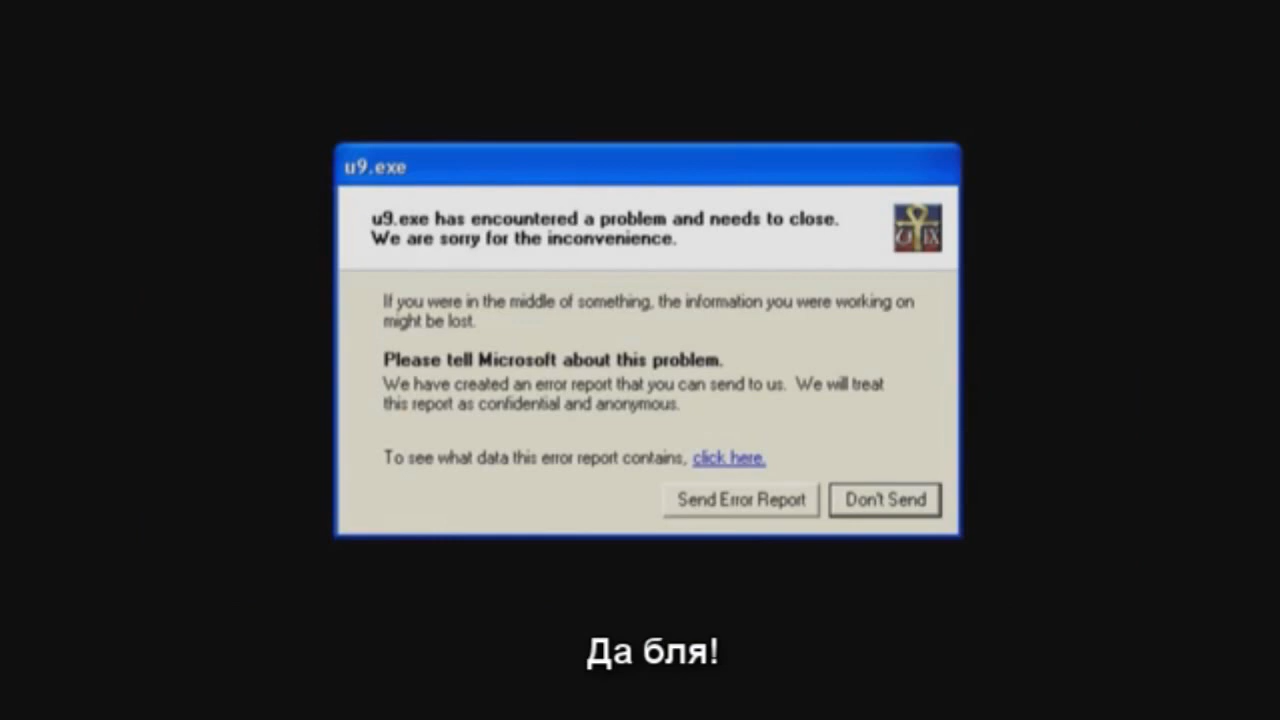 u9.exe
u9.exe has encountered a problem and needs to close.
We are sorry for the inconvenience.
U IX
If you were in the middle of something, the information you were working on
might be lost.
Please tell Microsoft about this problem.
We have created an error report that you can send to us. We will treat
this report as confidential and anonymous.
To see what data this error report contains, click here.
Send Error Report
Don't Send
Да бля!